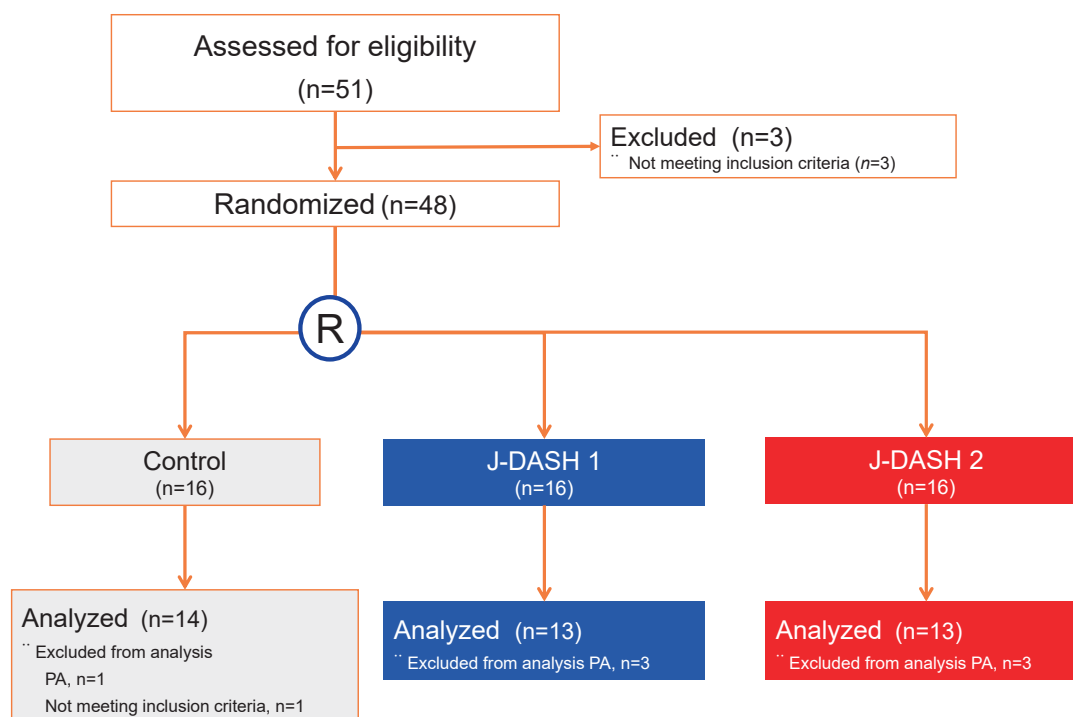 Assessed for eligibility
(n=51)
Excluded (n=3)
¨ Not meeting inclusion criteria (n=3)
Randomized (n=48)
R
Control
(n=16)
J-DASH 1
(n=16)
J-DASH 2
(n=16)
Analyzed (n=14)
¨ Excluded from analysis
PA, n=1
Not meeting inclusion criteria, n=1
Analyzed (n=13)
¨ Excluded from analysis PA, n=3
Analyzed (n=13)
¨ Excluded from analysis PA, n=3